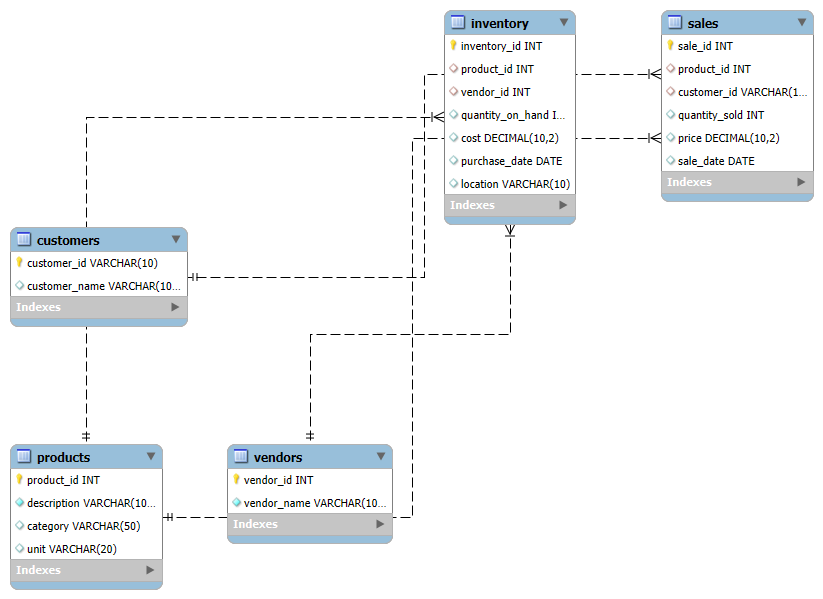 inventory
inventory_id INT
product_id INT
vendor_id INT
quantity_on_hand I...
cost DECIMAL(10,2)
purchase_date DATE
location VARCHAR(10)
Indexes
sales
sale_id INT
product_id INT
customer_id VARCHAR(1...
quantity_sold INT
price DECIMAL(10,2)
sale_date DATE
Indexes
customers
customer_id VARCHAR(10)
customer_name VARCHAR(10...
Indexes
products
product_id INT
description VARCHAR(10...
category VARCHAR(50)
unit VARCHAR(20)
Indexes
vendors
vendor_id INT
vendor_name VARCHAR(10...
Indexes